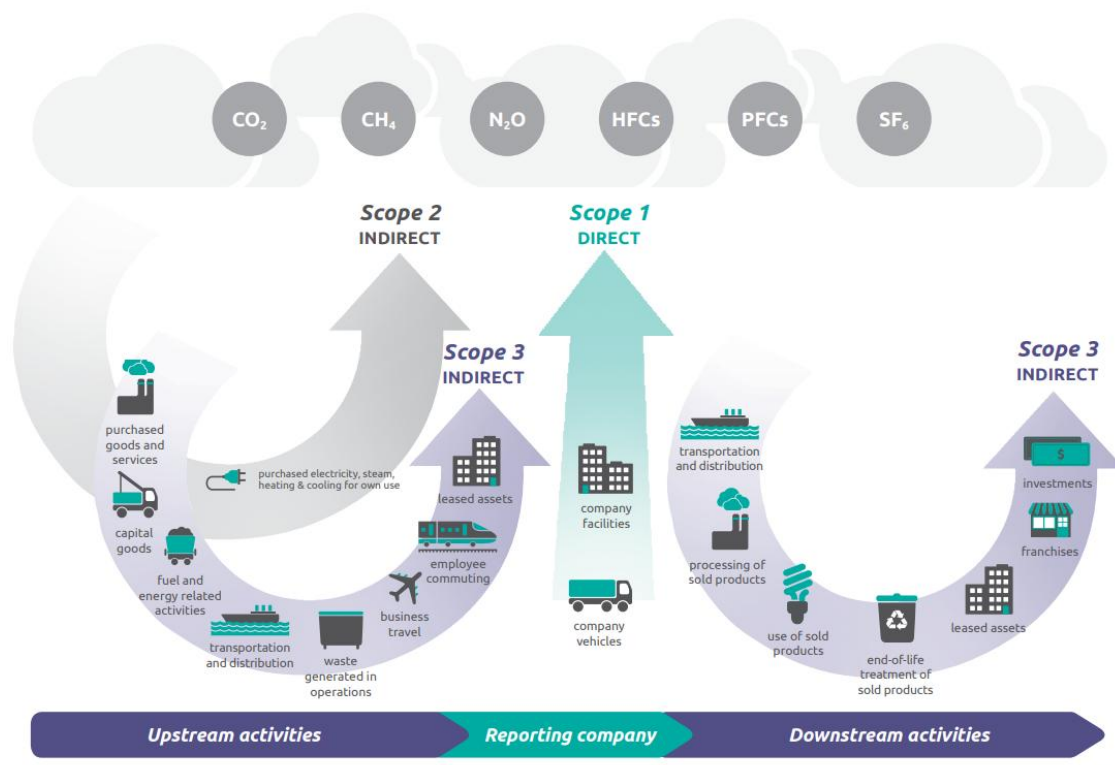 CO₂
CH₄
N₂O
HFCs
PFCs
SF₆
Scope 2
INDIRECT
Scope 1
DIRECT
Scope 3
INDIRECT
Scope 3
INDIRECT
purchased
goods and
services
capital
goods
fuel and
energy related
activities
transportation
and distribution
waste
generated in
operations
business
travel
employee
commuting
leased assets
purchased electricity, steam,
heating & cooling for own use
company
facilities
company
vehicles
transportation
and distribution
processing of
sold products
use of sold
products
end-of-life
treatment of
sold products
leased assets
franchises
$
investments
Upstream activities
Reporting company
Downstream activities